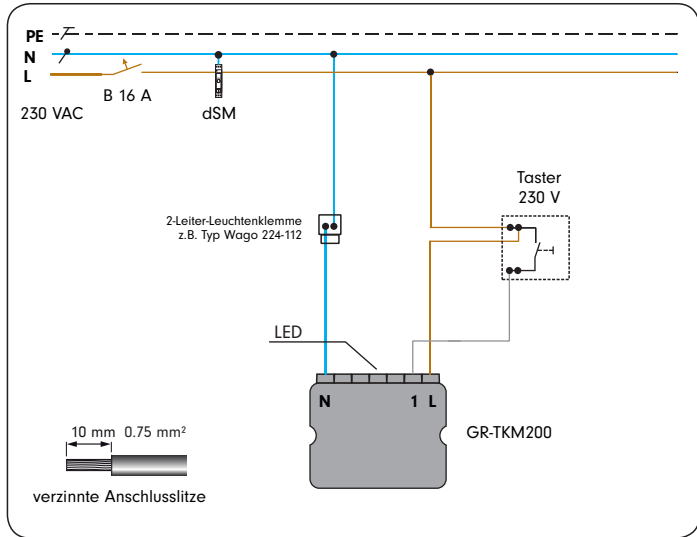 PE
N
L
230 VAC
B 16 A
dSM
Taster
230 V
2-Leiter-Leuchtenklemme
z.B. Typ Wago 224-112
LED
N
1 L
GR-TKM200
10 mm 0.75 mm²
verzinnte Anschlusslitze